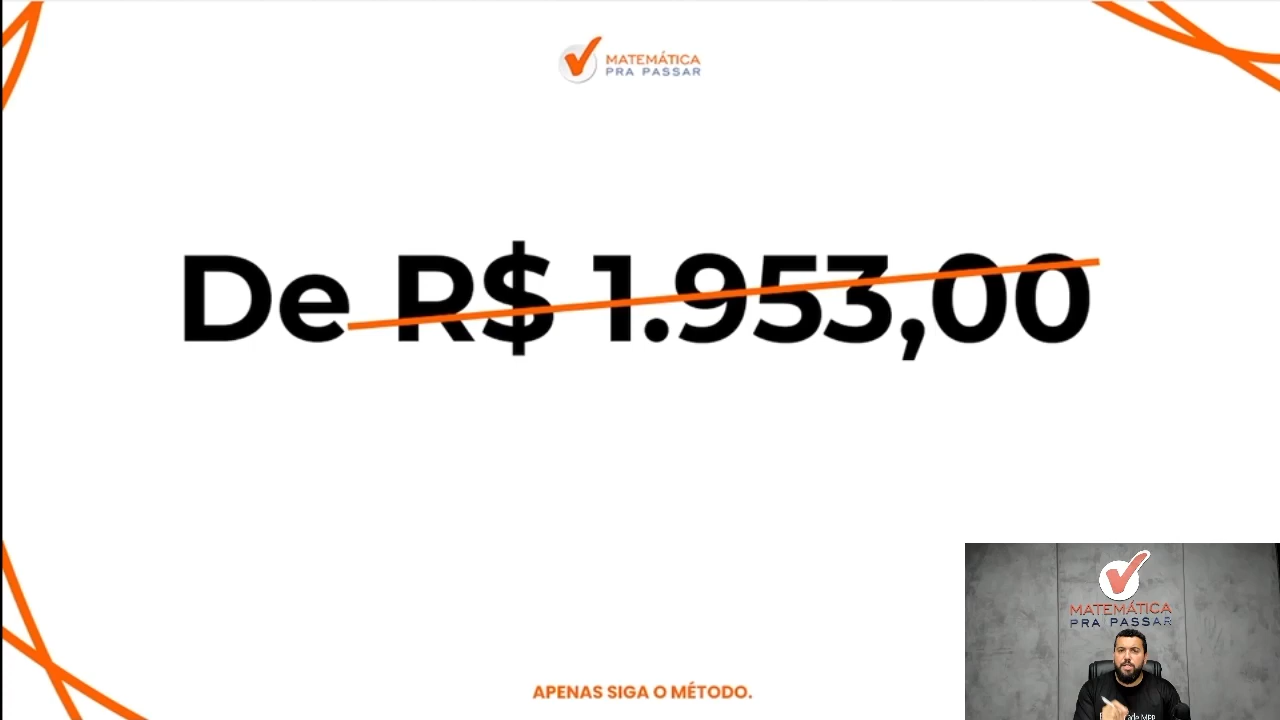 MATEMÁTICA
PRA PASSAR
De R$ 1.953,00
MATEMÁTICA
PRA PASSAR
APENAS SIGA O MÉTODO.